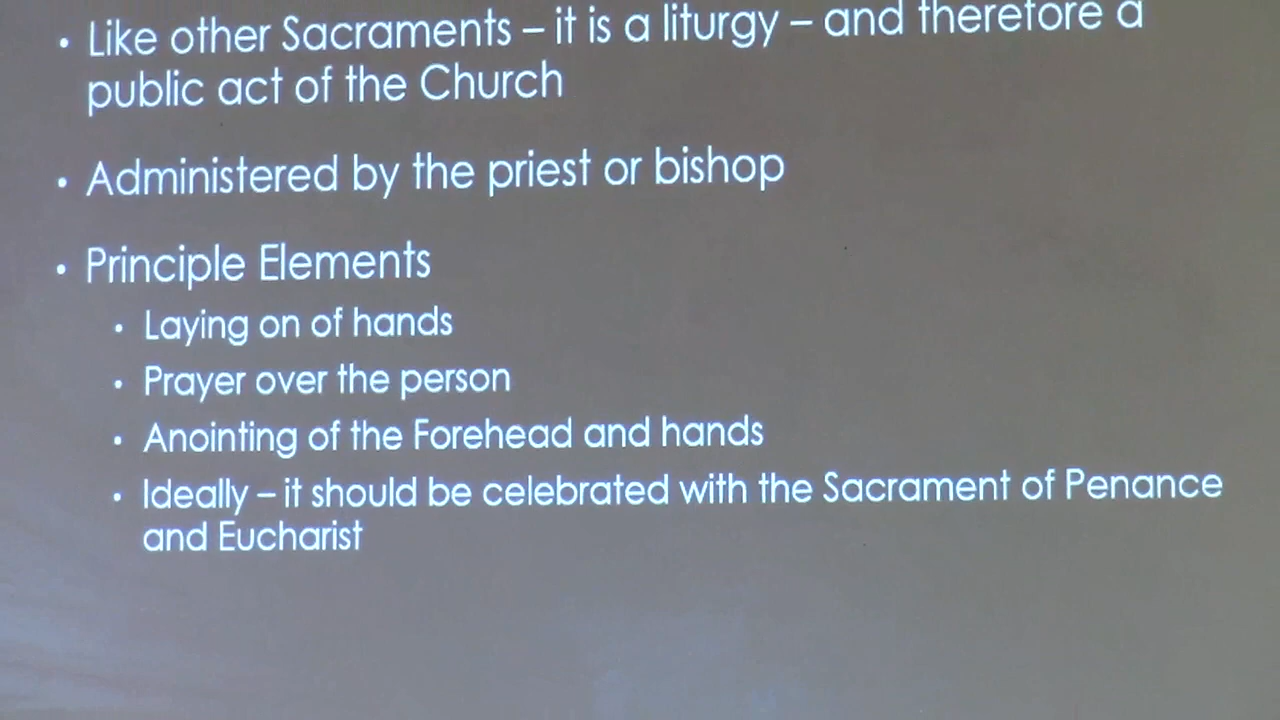 • Like other Sacraments – it is a liturgy – and therefore a
public act of the Church
• Administered by the priest or bishop
• Principle Elements
• Laying on of hands
• Prayer over the person
• Anointing of the Forehead and hands
• Ideally – it should be celebrated with the Sacrament of Penance
and Eucharist